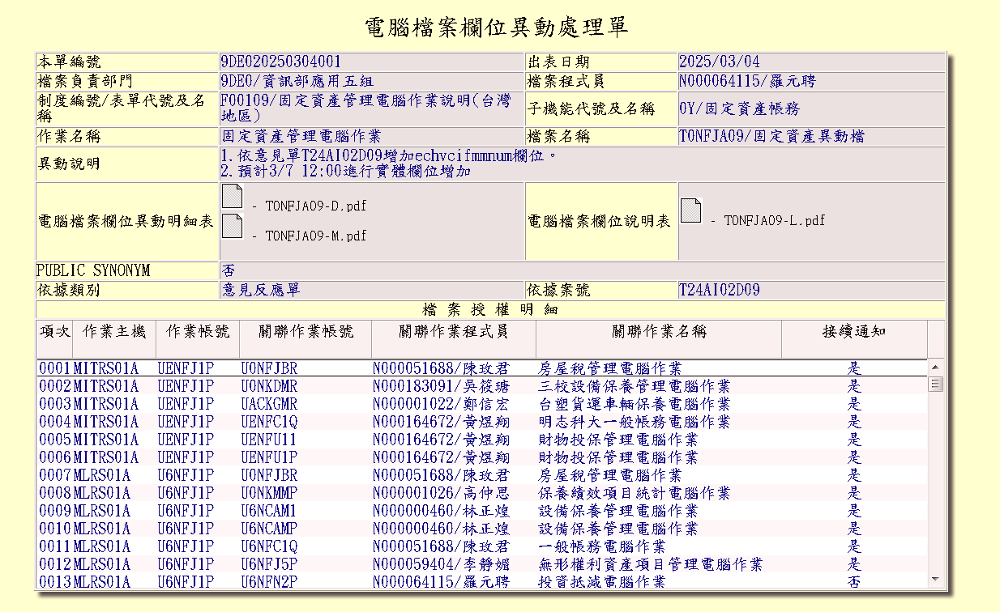 電腦檔案欄位異動處理單
本單編號 9DE020250304001 出表日期 2025/03/04
檔案負責部門 9DE0/資訊部應用五組 檔案程式員 N000064115/羅元聘
制度編號/表單代號及名稱 F00109/固定資產管理電腦作業說明(台灣地區) 子機能代號及名稱 0Y/固定資產帳務
作業名稱 固定資產管理電腦作業 檔案名稱 TONFJA09/固定資產異動檔
異動說明 1.依意見單T24AI02D09增加echvcifmmnum欄位。
2.預計3/7 12:00進行實體欄位增加
電腦檔案欄位異動明細表 - TONFJA09-D.pdf
- TONFJA09-M.pdf
電腦檔案欄位說明表 - TONFJA09-L.pdf
PUBLIC SYNONYM 否
依據類別 意見反應單 依據案號 T24AI02D09
檔 案 授 權 明 細
項次 作業主機 作業帳號 關聯作業帳號 關聯作業程式員 關聯作業名稱 接續通知
0001 MITRS01A UENFJ1P U0NFJBR N000051688/陳玫君 房屋稅管理電腦作業 是
0002 MITRS01A UENFJ1P U0NKDMR N000183091/吳筱瑭 三校設備保養管理電腦作業 是
0003 MITRS01A UENFJ1P UACKGMR N000001022/鄭信宏 台塑貨運車輛保養電腦作業 是
0004 MITRS01A UENFJ1P UENFC1Q N000164672/黃煜翔 明志科大一般帳務電腦作業 是
0005 MITRS01A UENFJ1P UENFU11 N000164672/黃煜翔 財物投保管理電腦作業 是
0006 MITRS01A UENFJ1P UENFU1P N000164672/黃煜翔 財物投保管理電腦作業 是
0007 MLRS01A U6NFJ1P U0NFJBR N000051688/陳玫君 房屋稅管理電腦作業 是
0008 MLRS01A U6NFJ1P U0NKMMP N000001026/高仲思 保養績效項目統計電腦作業 是
0009 MLRS01A U6NFJ1P U6NCAM1 N000000460/林正煌 設備保養管理電腦作業 是
0010 MLRS01A U6NFJ1P U6NCAMP N000000460/林正煌 設備保養管理電腦作業 是
0011 MLRS01A U6NFJ1P U6NFC1Q N000051688/陳玫君 一般帳務電腦作業 是
0012 MLRS01A U6NFJ1P U6NFJ5P N000059404/李靜媚 無形權利資產項目管理電腦作業 是
0013 MLRS01A U6NFJ1P U6NFN2P N000064115/羅元聘 投資抵減電腦作業 否